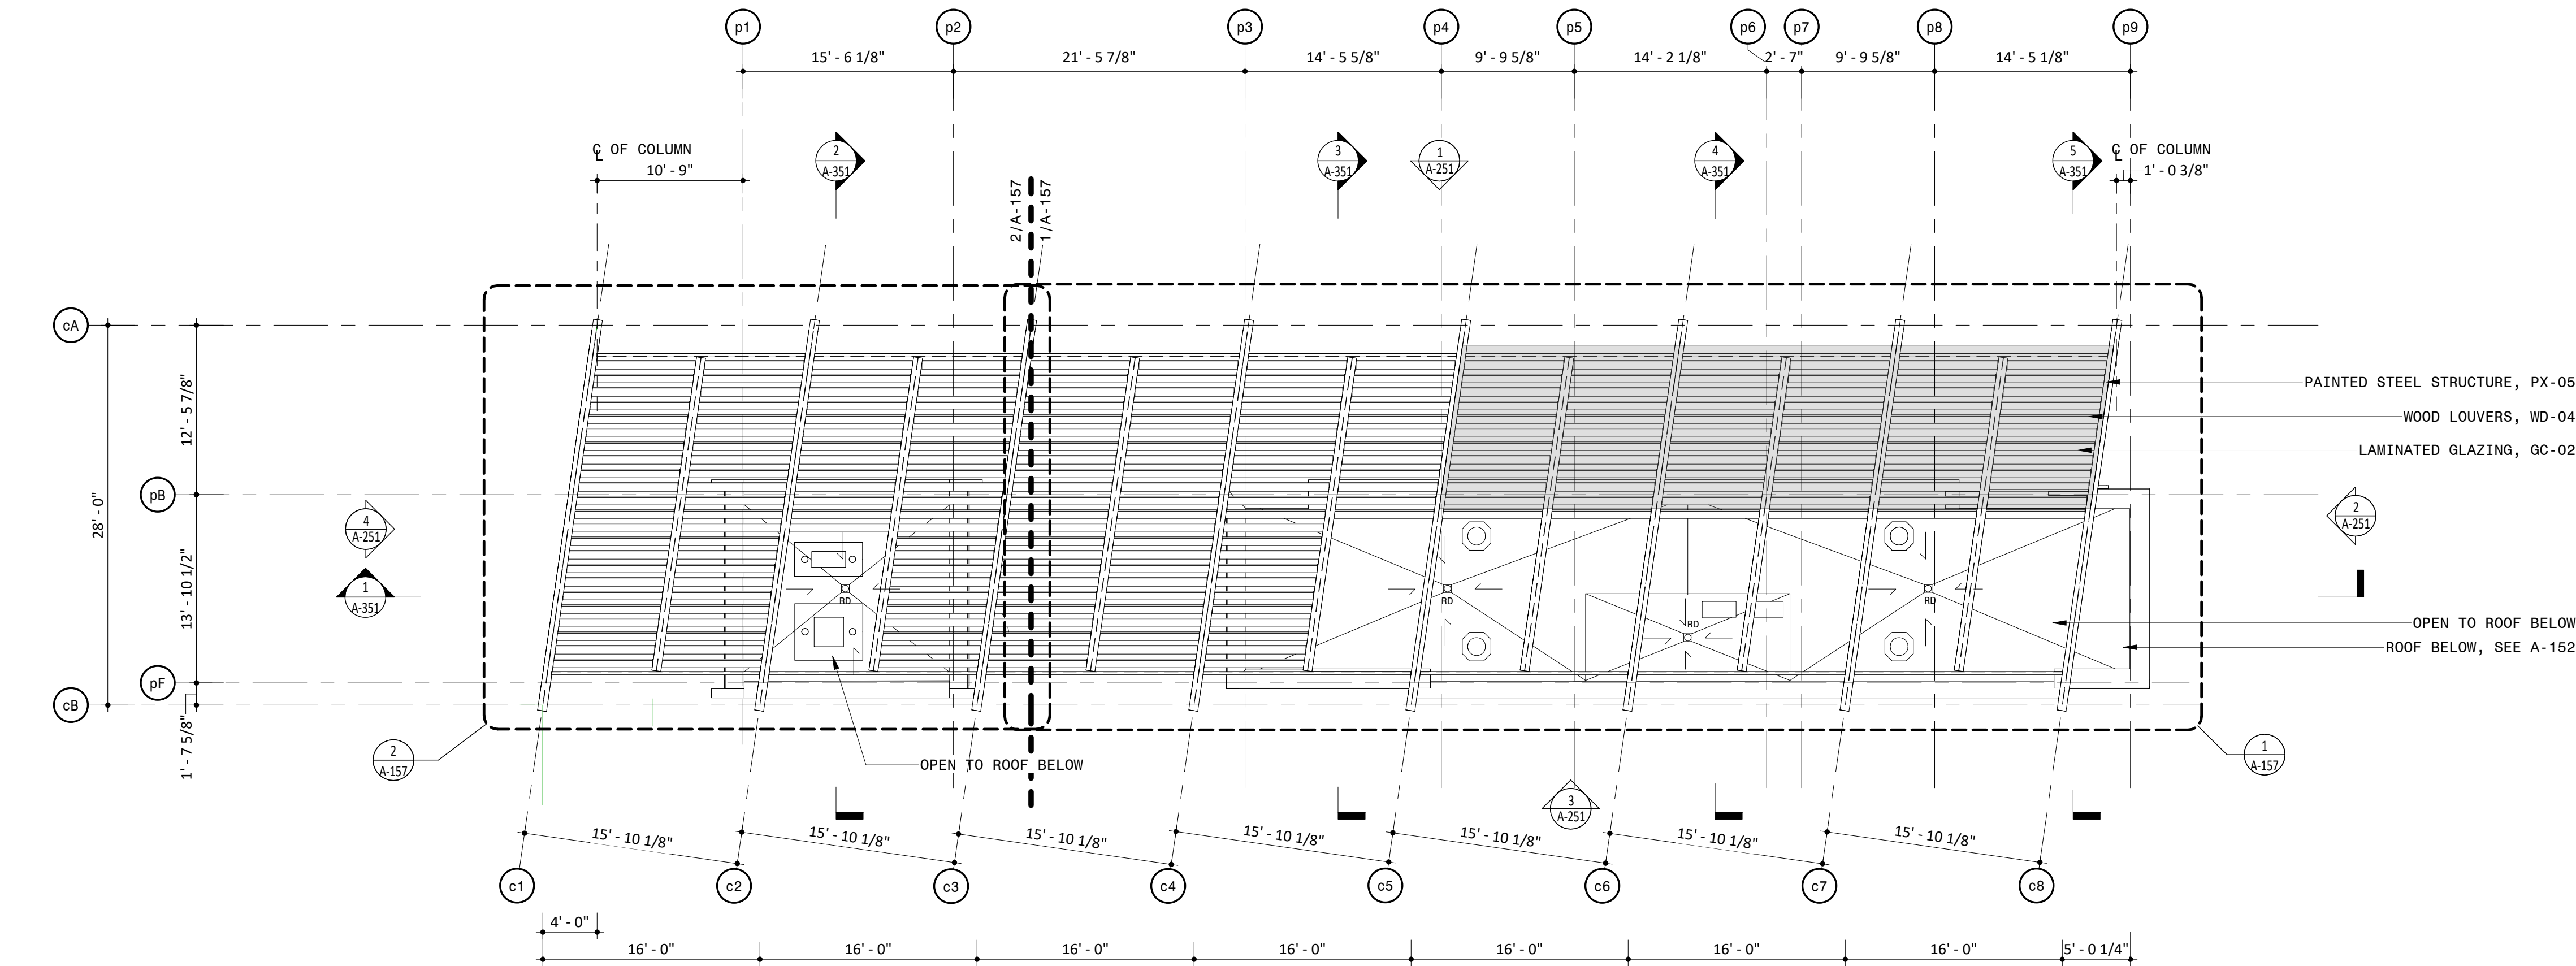 p1 p2 p3 p4 p5 p6 p7 p8 p9
15' - 6 1/8" 21' - 5 7/8" 14' - 5 5/8" 9' - 9 5/8" 14' - 2 1/8" 2' - 7" 9' - 9 5/8" 14' - 5 1/8"
℄ OF COLUMN
10' - 9"
2
A-351
2/A-157
1/A-157
3
A-351
1
A-251
4
A-351
5
A-351
℄ OF COLUMN
1' - 0 3/8"
cA
pB
pF
cB
12' - 5 7/8"
28' - 0"
13' - 10 1/2"
1' - 7 5/8"
4
A-251
1
A-351
2
A-251
PAINTED STEEL STRUCTURE, PX-05
WOOD LOUVERS, WD-04
LAMINATED GLAZING, GC-02
OPEN TO ROOF BELOW
ROOF BELOW, SEE A-152
RD
RD
RD
RD
2
A-157
OPEN TO ROOF BELOW
3
A-251
1
A-157
15' - 10 1/8" 15' - 10 1/8" 15' - 10 1/8" 15' - 10 1/8" 15' - 10 1/8" 15' - 10 1/8" 15' - 10 1/8"
c1 c2 c3 c4 c5 c6 c7 c8
4' - 0"
16' - 0" 16' - 0" 16' - 0" 16' - 0" 16' - 0" 16' - 0" 16' - 0" 5' - 0 1/4"